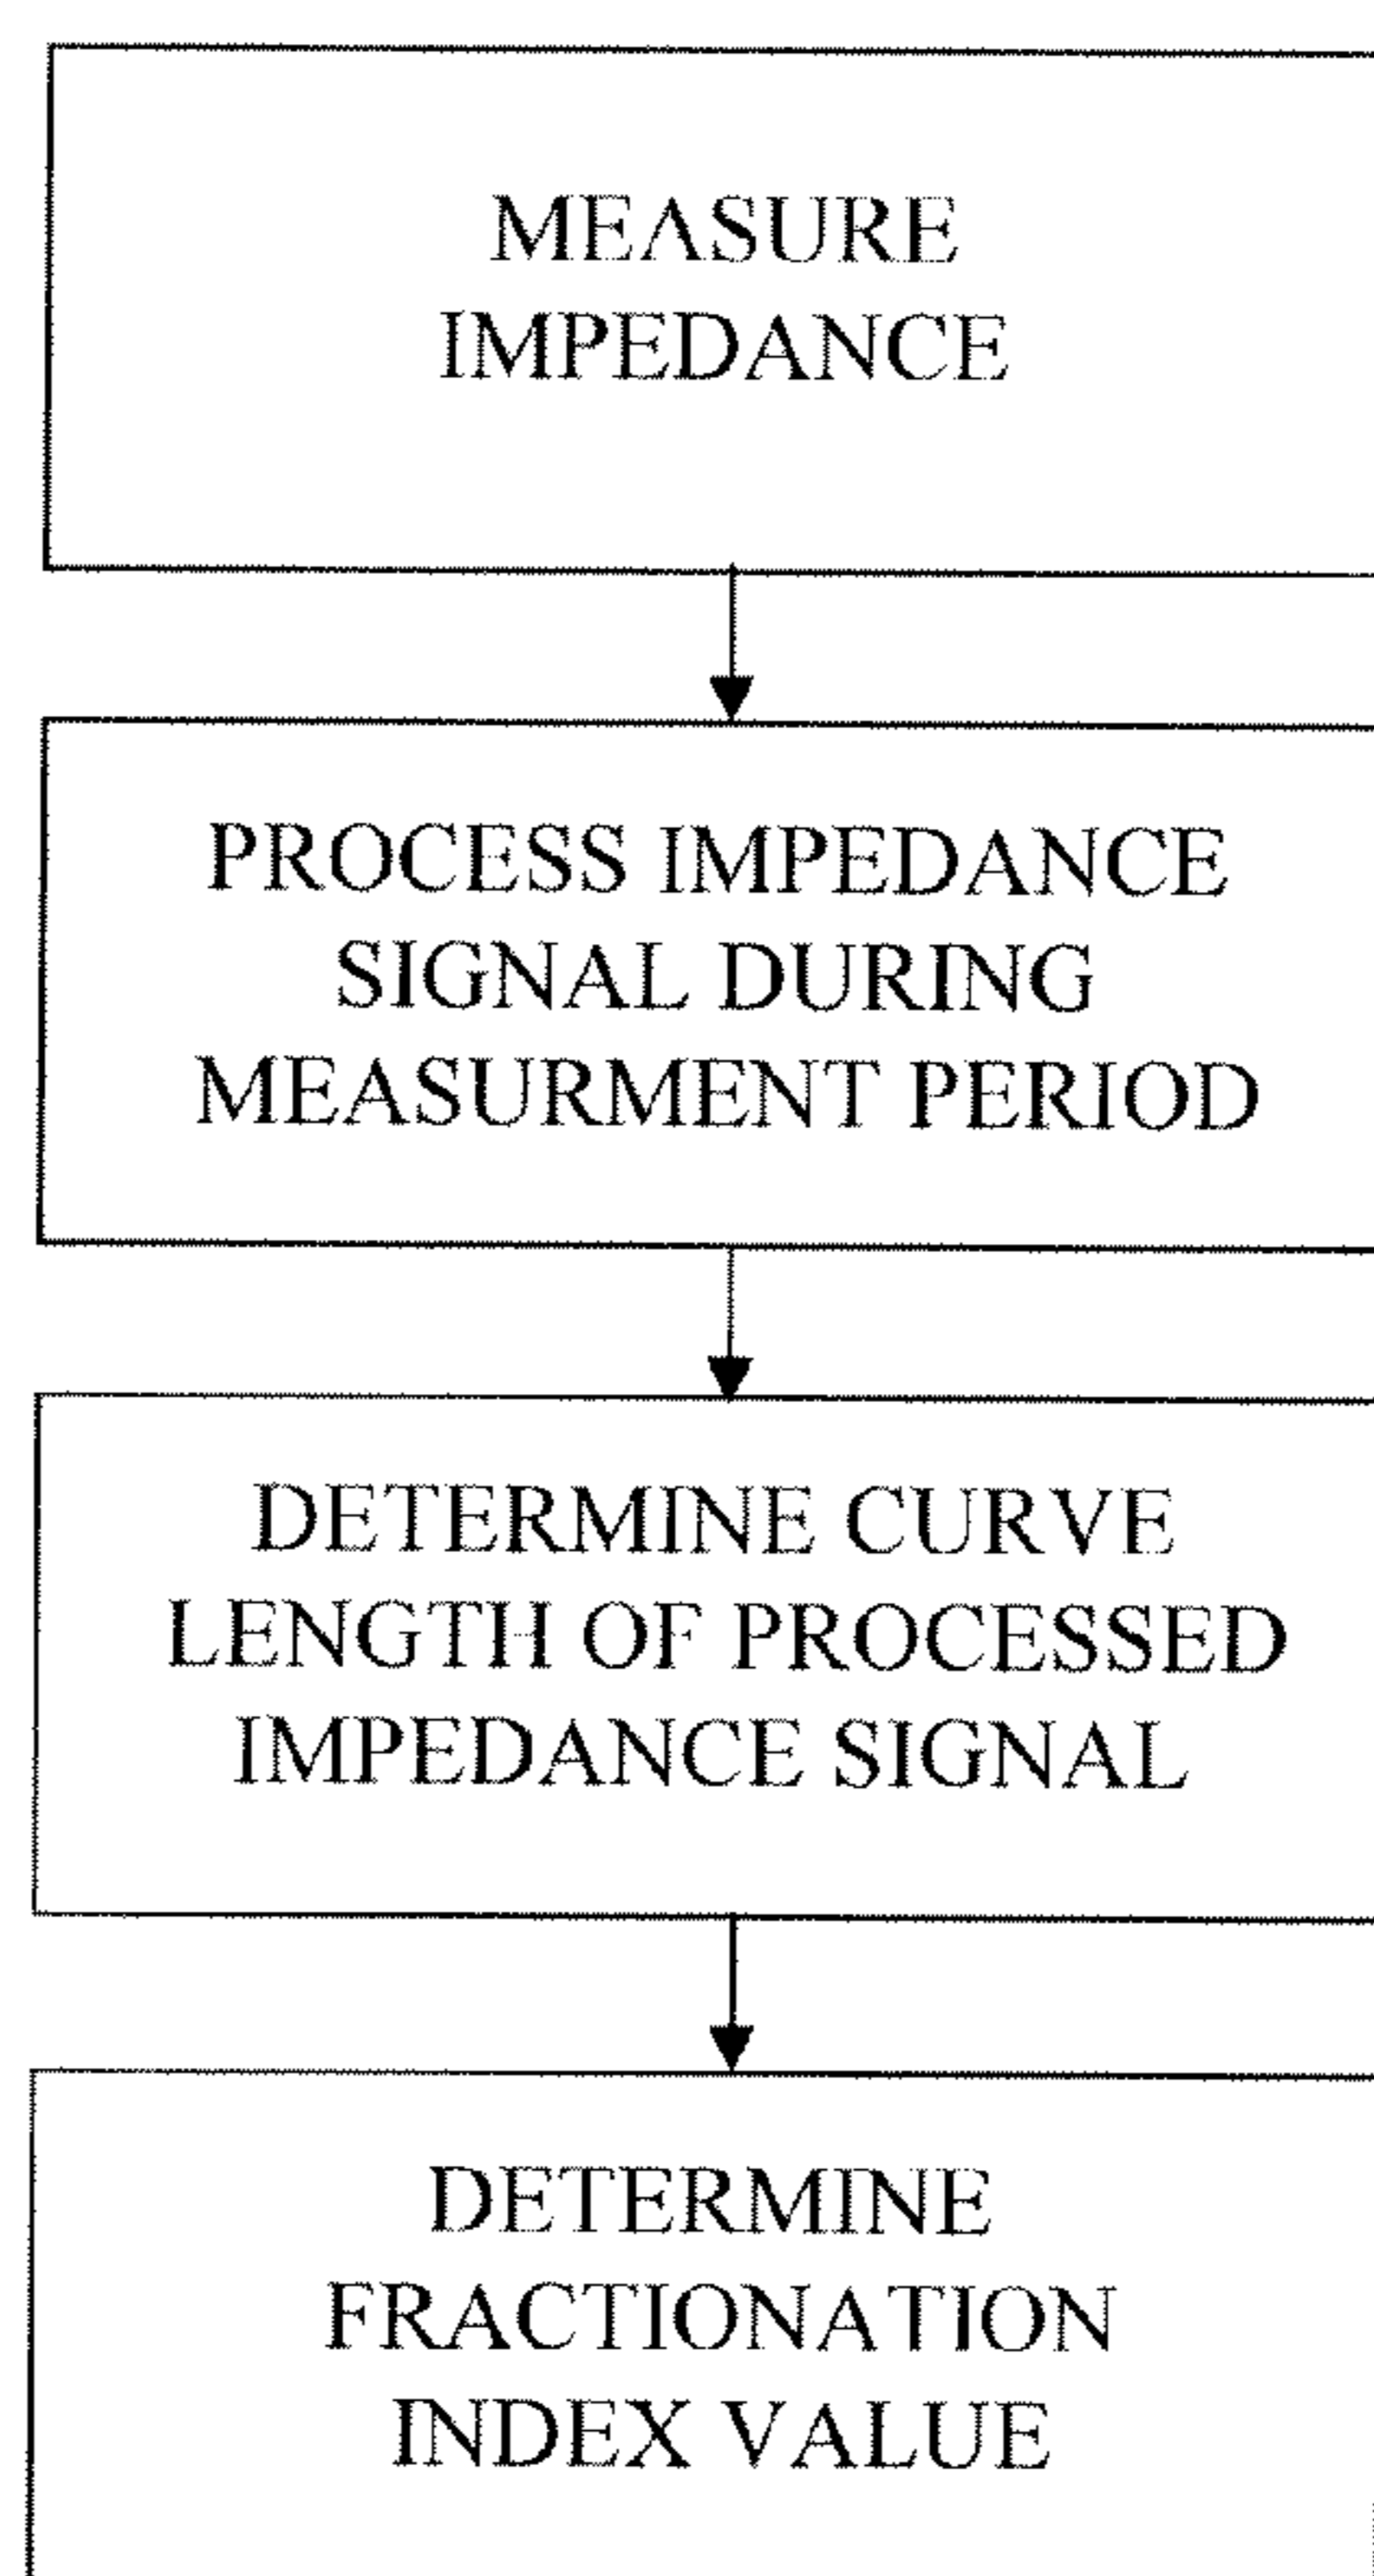 MEASURE
IMPEDANCE
PROCESS IMPEDANCE
SIGNAL DURING
MEASURMENT PERIOD
DETERMINE CURVE
LENGTH OF PROCESSED
IMPEDANCE SIGNAL
DETERMINE
FRACTIONATION
INDEX VALUE